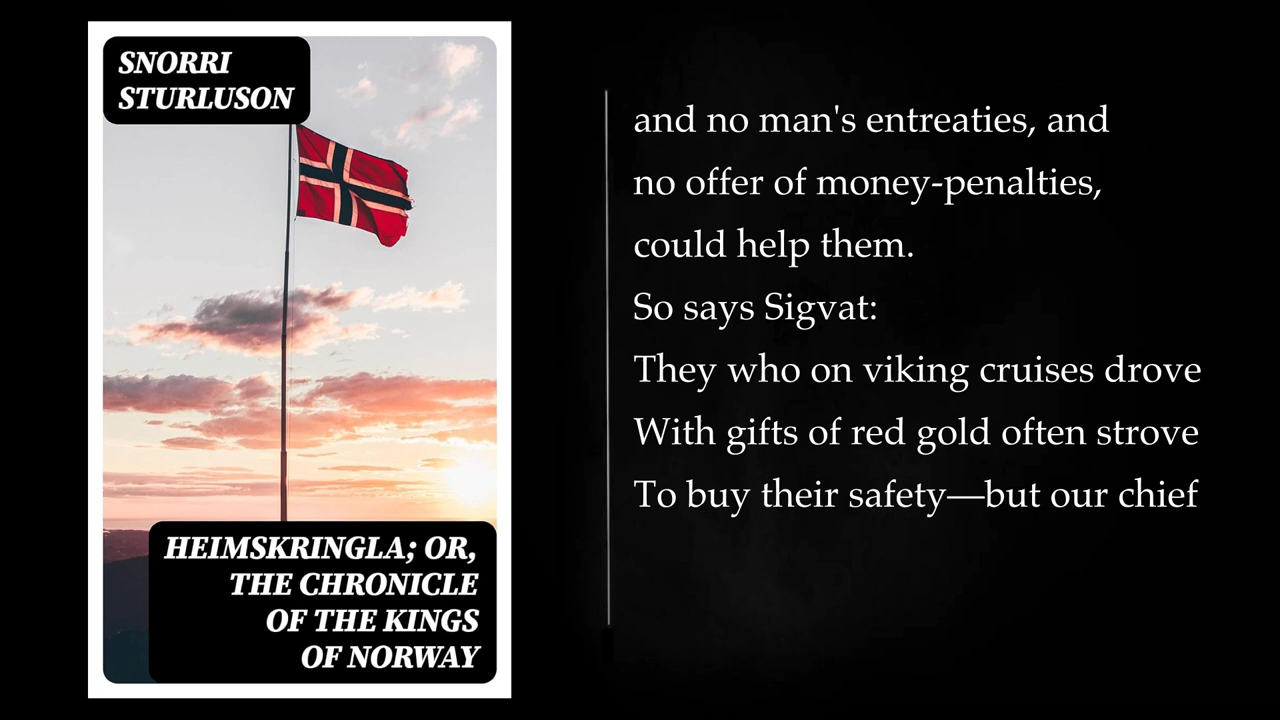 SNORRI
STURLUSON
HEIMSKRINGLA; OR,
THE CHRONICLE
OF THE KINGS
OF NORWAY
and no man's entreaties, and
no offer of money-penalties,
could help them.
So says Sigvat:
They who on viking cruises drove
With gifts of red gold often strove
To buy their safety—but our chief